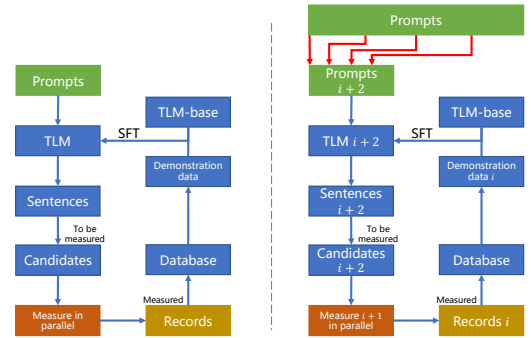 Prompts
TLM-base
SFT
TLM
Demonstration
data
Sentences
To be
measured
Candidates
Database
Measured
Measure in
parallel
Records
Prompts
Prompts
i + 2
TLM-base
SFT
TLM i + 2
Demonstration
data i
Sentences
i + 2
To be
measured
Candidates
i + 2
Database
Measured
Measure i + 1
in parallel
Records i